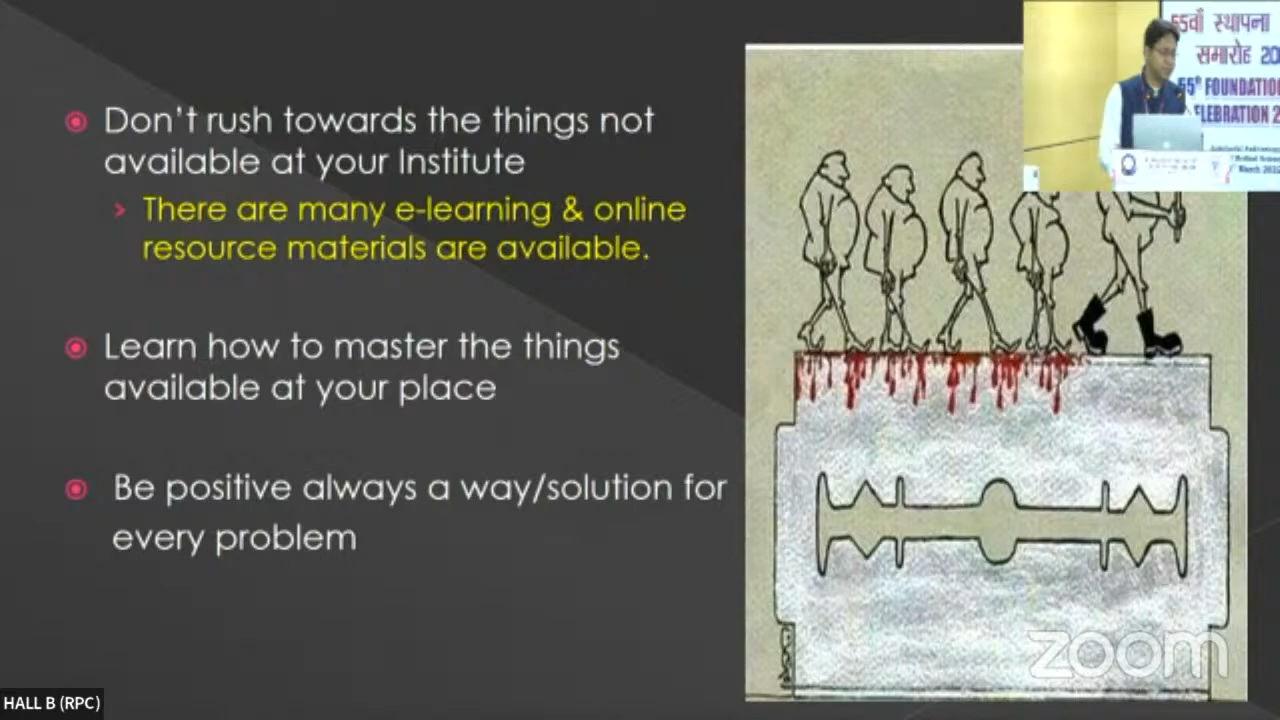 Don't rush towards the things not
available at your Institute
There are many e-learning & online
resource materials are available.
Learn how to master the things
available at your place
Be positive always a way/solution for
every problem
55वाँ स्थापना
समारोह 20
55th FOUNDATIO
ELEBRATION 2
March 202
zoom
HALL B (RPC)